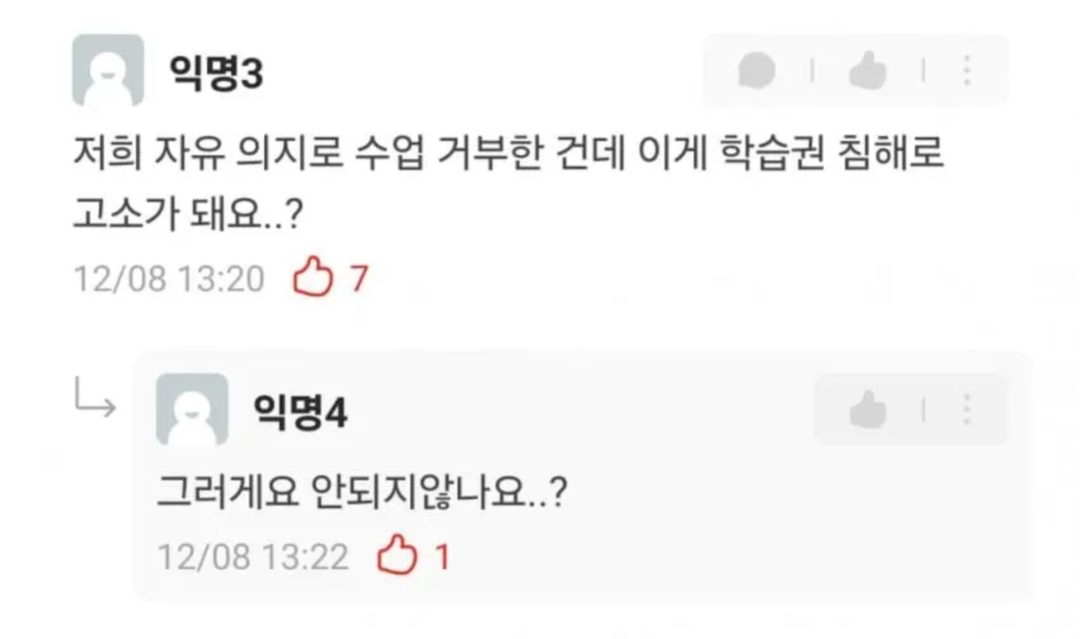 익명3
저희 자유 의지로 수업 거부한 건데 이게 학습권 침해로
고소가 돼요..?
12/08 13:20 7
익명4
그러게요 안되지않나요..?
12/08 13:22 1